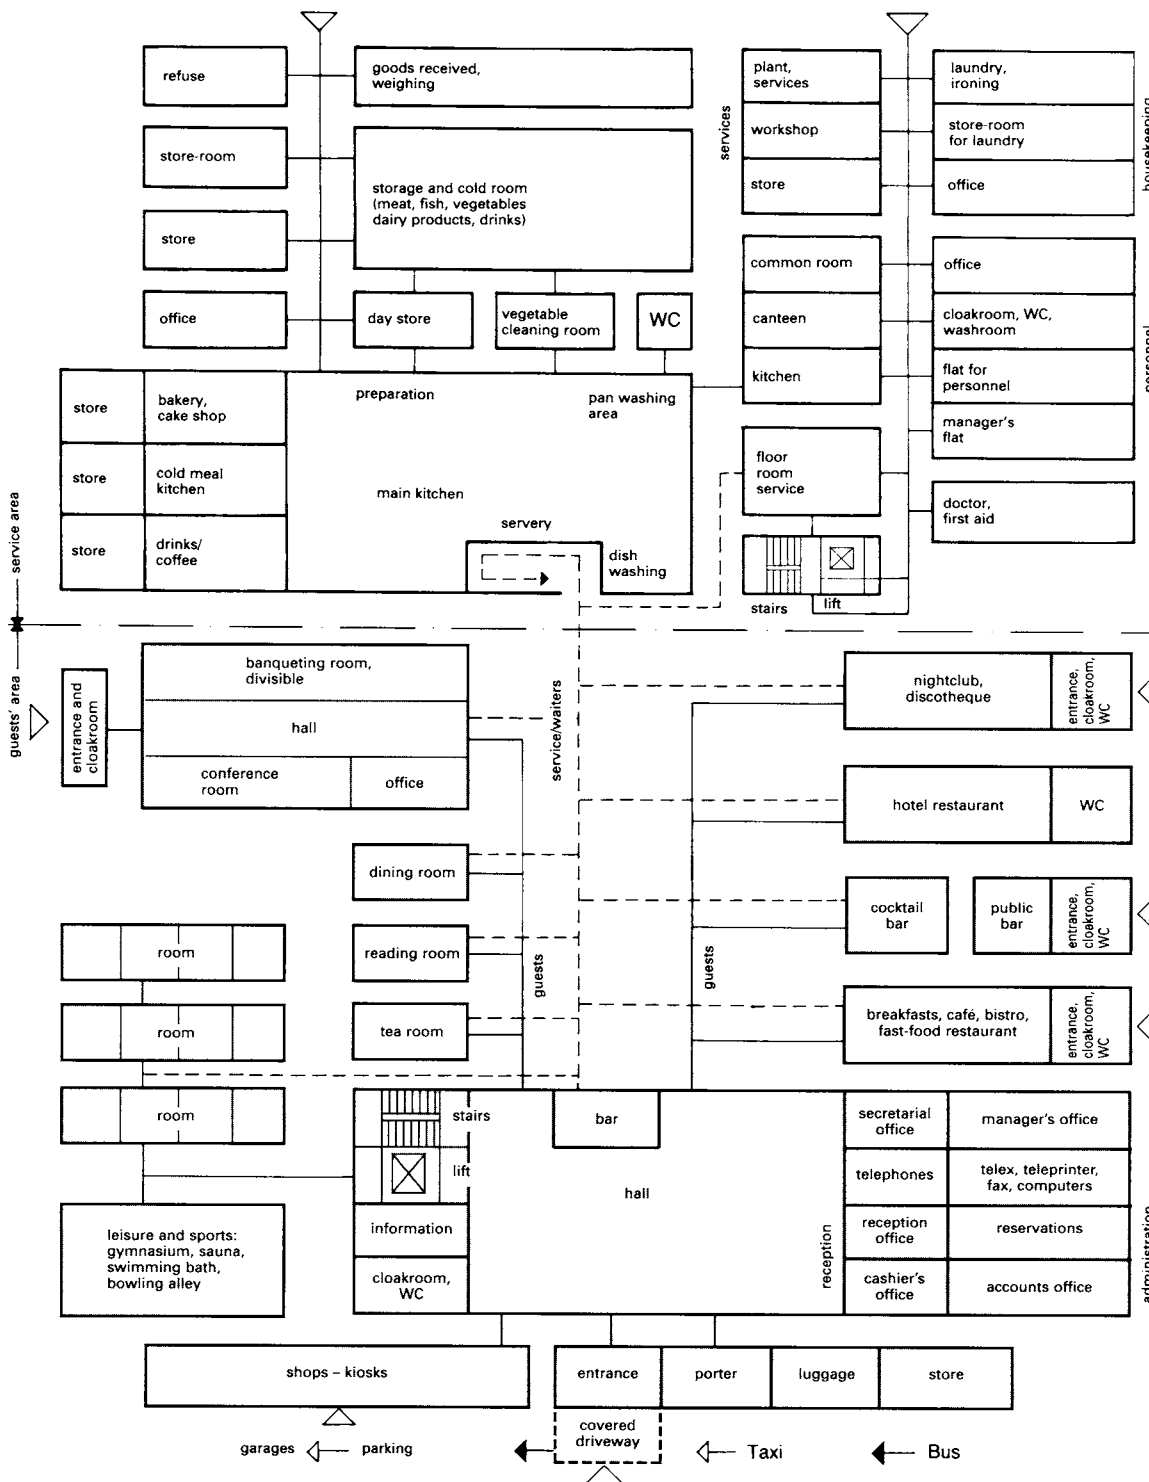 refuse
goods received,
weighing
store-room
storage and cold room
(meat, fish, vegetables
dairy products, drinks)
store
office
day store
vegetable
cleaning room
WC
store
bakery,
cake shop
preparation
pan washing
area
store
cold meal
kitchen
main kitchen
servery
store
drinks/
coffee
dish
washing
services
plant,
services
workshop
store
laundry,
ironing
store-room
for laundry
office
housekeeping
common room
canteen
kitchen
office
cloakroom, WC,
washroom
flat for
personnel
manager's
flat
personnel
floor
room
service
doctor,
first aid
stairs
lift
service area
guests' area
entrance and
cloakroom
banqueting room,
divisible
hall
conference
room
office
service/waiters
nightclub,
discotheque
entrance,
cloakroom,
WC
hotel restaurant
WC
dining room
cocktail
bar
public
bar
entrance,
cloakroom,
WC
reading room
guests
guests
tea room
breakfasts, café, bistro,
fast-food restaurant
entrance,
cloakroom,
WC
room
room
room
stairs
lift
bar
hall
information
cloakroom,
WC
reception
secretarial
office
manager's office
telephones
telex, teleprinter,
fax, computers
reception
office
reservations
cashier's
office
accounts office
administration
leisure and sports:
gymnasium, sauna,
swimming bath,
bowling alley
shops – kiosks
entrance
porter
luggage
store
garages
parking
covered
driveway
Taxi
Bus